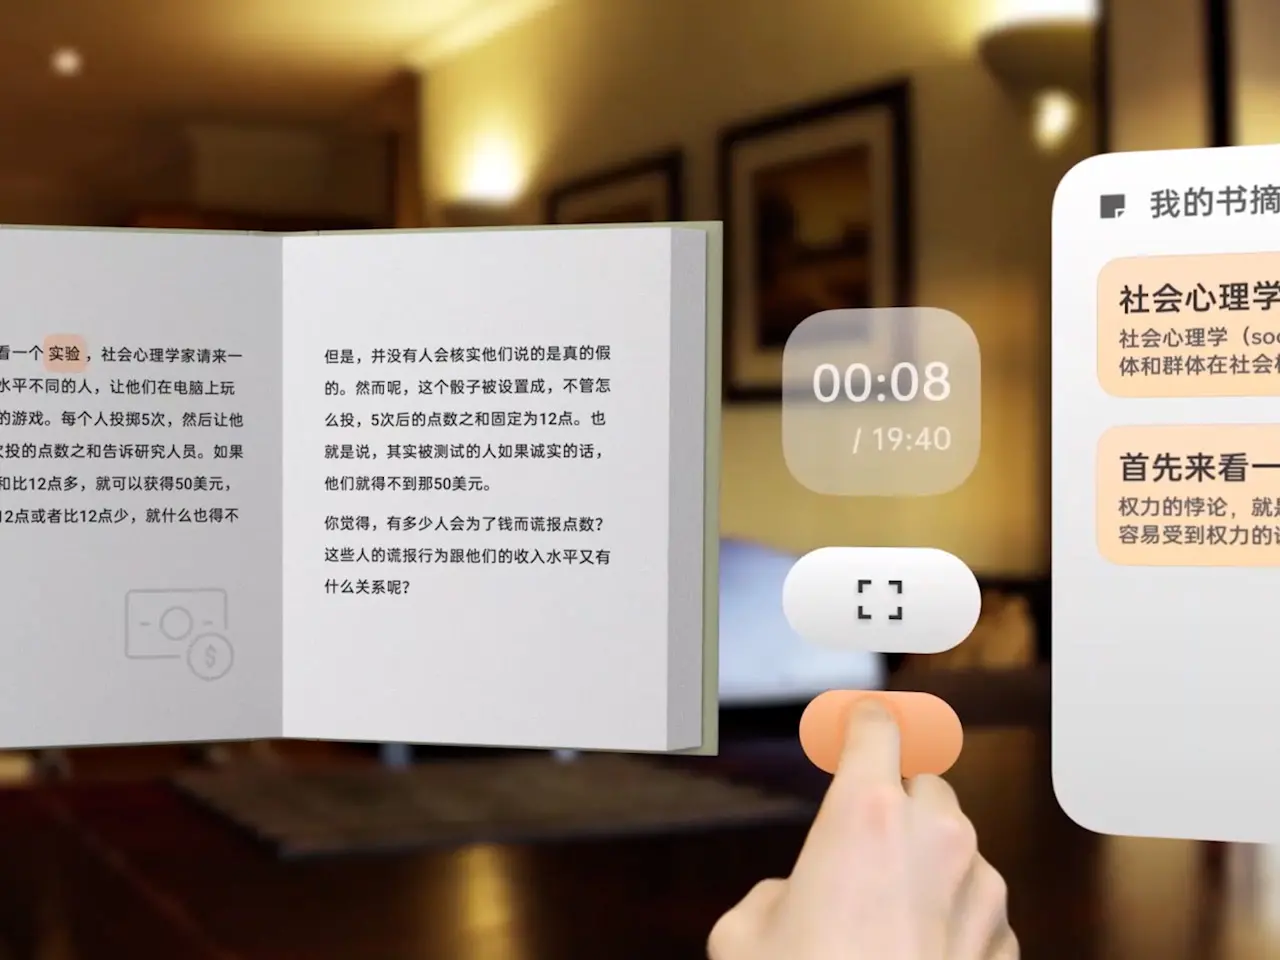 看一个 实验 ，社会心理学家请来一
水平不同的人，让他们在电脑上玩
的游戏。每个人投掷5次，然后让他
次投的点数之和告诉研究人员。如果
和比12点多，就可以获得50美元，
12点或者比12点少，就什么也得不
但是，并没有人会核实他们说的是真的假
的。然而呢，这个骰子被设置成，不管怎
么投，5次后的点数之和固定为12点。也
就是说，其实被测试的人如果诚实的话，
他们就得不到那50美元。
你觉得，有多少人会为了钱而谎报点数？
这些人的谎报行为跟他们的收入水平又有
什么关系呢？
00:08
/ 19:40
我的书摘
社会心理学
社会心理学（soc
体和群体在社会
首先来看一
权力的悖论，就是
容易受到权力的